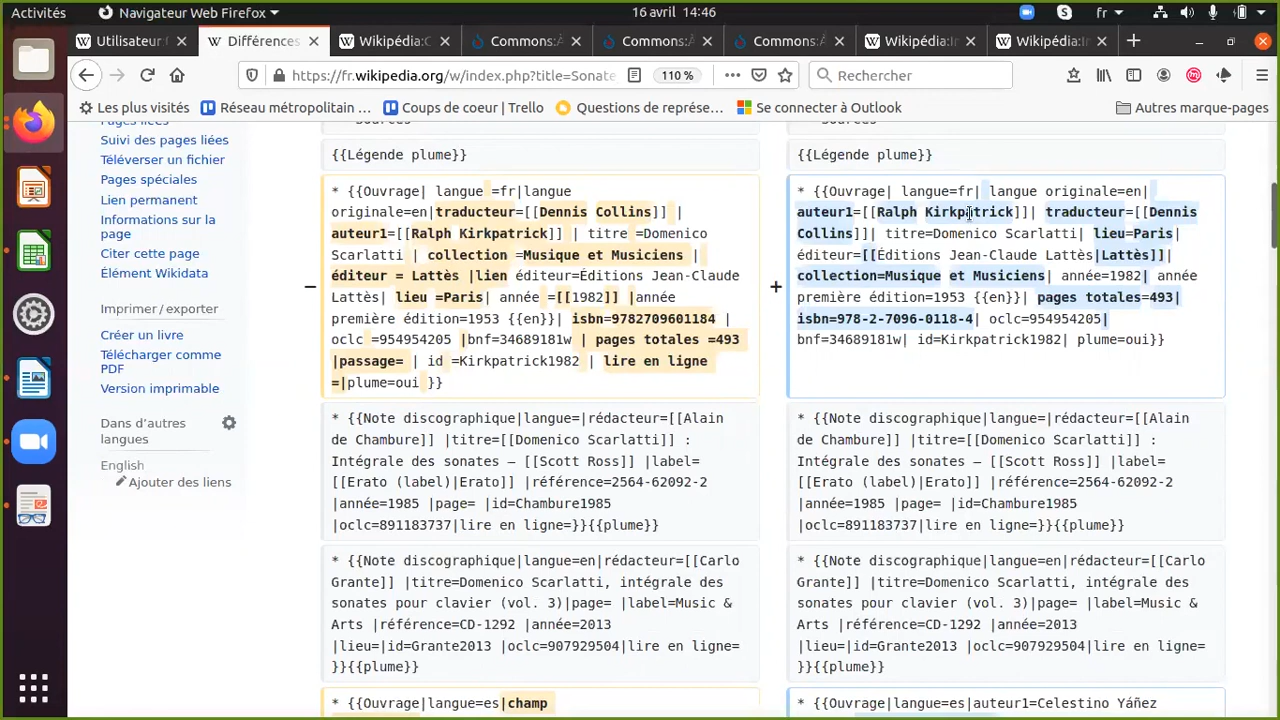 Activités
Navigateur Web Firefox
16 avril 14:46
fr
Utilisateur
Différences
Wikipédia:C
Commons:
Commons:
Commons:
Wikipédia:I
Wikipédia:I
https://fr.wikipedia.org/w/index.php?title=Sonate
110 %
Rechercher
Les plus visités
Réseau métropolitain …
Coups de oeur | Trello
Questions de représe…
Se connecter à Outlook
Autres marque-pages
Pages liées
Suivi des pages liées
Téléverser un fichier
Pages spéciales
Lien permanent
Informations sur la
page
Citer cette page
Élément Wikidata
Imprimer / exporter
Créer un livre
Télécharger comme
PDF
Version imprimable
Dans d'autres
langues
English
Ajouter des liens
Sources
{{Légende plume}}
−
* {{Ouvrage| langue =fr|langue
originale=en|traducteur=[[Dennis Collins]] |
auteur1=[[Ralph Kirkpatrick]] | titre =Domenico
Scarlatti | collection =Musique et Musiciens |
éditeur = Lattès |lien éditeur=Éditions Jean-Claude
Lattès| lieu =Paris| année =[[1982]] |année
première édition=1953 {{en}}| isbn=9782709601184 |
oclc =954954205 |bnf=34689181w | pages totales =493
|passage= | id =Kirkpatrick1982 | lire en ligne
=|plume=oui }}
* {{Note discographique|langue=|rédacteur=[[Alain
de Chambure]] |titre=[[Domenico Scarlatti]] :
Intégrale des sonates — [[Scott Ross]] |label=
[[Erato (label)|Erato]] |référence=2564-62092-2
|année=1985 |page= |id=Chambure1985
|oclc=891183737|lire en ligne=}}{{plume}}
* {{Note discographique|langue=en|rédacteur=[[Carlo
Grante]] |titre=Domenico Scarlatti, intégrale des
sonates pour clavier (vol. 3)|page= |label=Music &
Arts |référence=CD-1292 |année=2013
|lieu=|id=Grante2013 |oclc=907929504|lire en ligne=
}}{{plume}}
* {{Ouvrage|langue=es|champ
Sources
{{Légende plume}}
+
* {{Ouvrage| langue=fr| langue originale=en|
auteur1=[[Ralph Kirkpatrick]]| traducteur=[[Dennis
Collins]]| titre=Domenico Scarlatti| lieu=Paris|
éditeur=[[Éditions Jean-Claude Lattès|Lattès]]|
collection=Musique et Musiciens| année=1982| année
première édition=1953 {{en}}| pages totales=493|
isbn=978-2-7096-0118-4| oclc=954954205|
bnf=34689181w| id=Kirkpatrick1982| plume=oui}}
* {{Note discographique|langue=|rédacteur=[[Alain
de Chambure]] |titre=[[Domenico Scarlatti]] :
Intégrale des sonates — [[Scott Ross]] |label=
[[Erato (label)|Erato]] |référence=2564-62092-2
|année=1985 |page= |id=Chambure1985
|oclc=891183737|lire en ligne=}}{{plume}}
* {{Note discographique|langue=en|rédacteur=[[Carlo
Grante]] |titre=Domenico Scarlatti, intégrale des
sonates pour clavier (vol. 3)|page= |label=Music &
Arts |référence=CD-1292 |année=2013
|lieu=|id=Grante2013 |oclc=907929504|lire en ligne=
}}{{plume}}
* {{Ouvrage|langue=es|auteur1=Celestino Yáñez